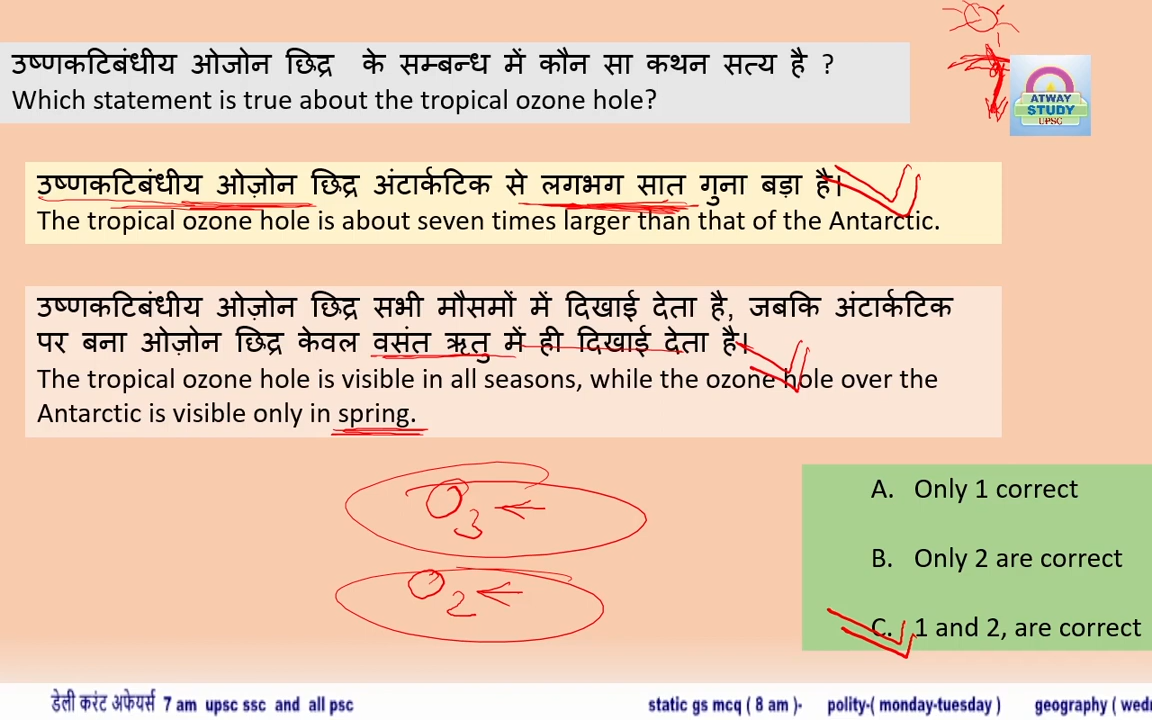 उष्णकटिबंधीय ओजोन छिद्र के सम्बन्ध में कौन सा कथन सत्य है ?
Which statement is true about the tropical ozone hole?
ATWAY
STUDY
UPSC
उष्णकटिबंधीय ओज़ोन छिद्र अंटार्कटिक से लगभग सात गुना बड़ा है।
The tropical ozone hole is about seven times larger than that of the Antarctic.
उष्णकटिबंधीय ओज़ोन छिद्र सभी मौसमों में दिखाई देता है, जबकि अंटार्कटिक
पर बना ओज़ोन छिद्र केवल वसंत ऋतु में ही दिखाई देता है।
The tropical ozone hole is visible in all seasons, while the ozone hole over the
Antarctic is visible only in spring.
O3
O2
A. Only 1 correct
B. Only 2 are correct
C. 1 and 2, are correct
डेली करंट अफेयर्स 7 am upsc ssc and all psc static gs mcq ( 8 am )- polity-( monday-tuesday ) geography ( wed